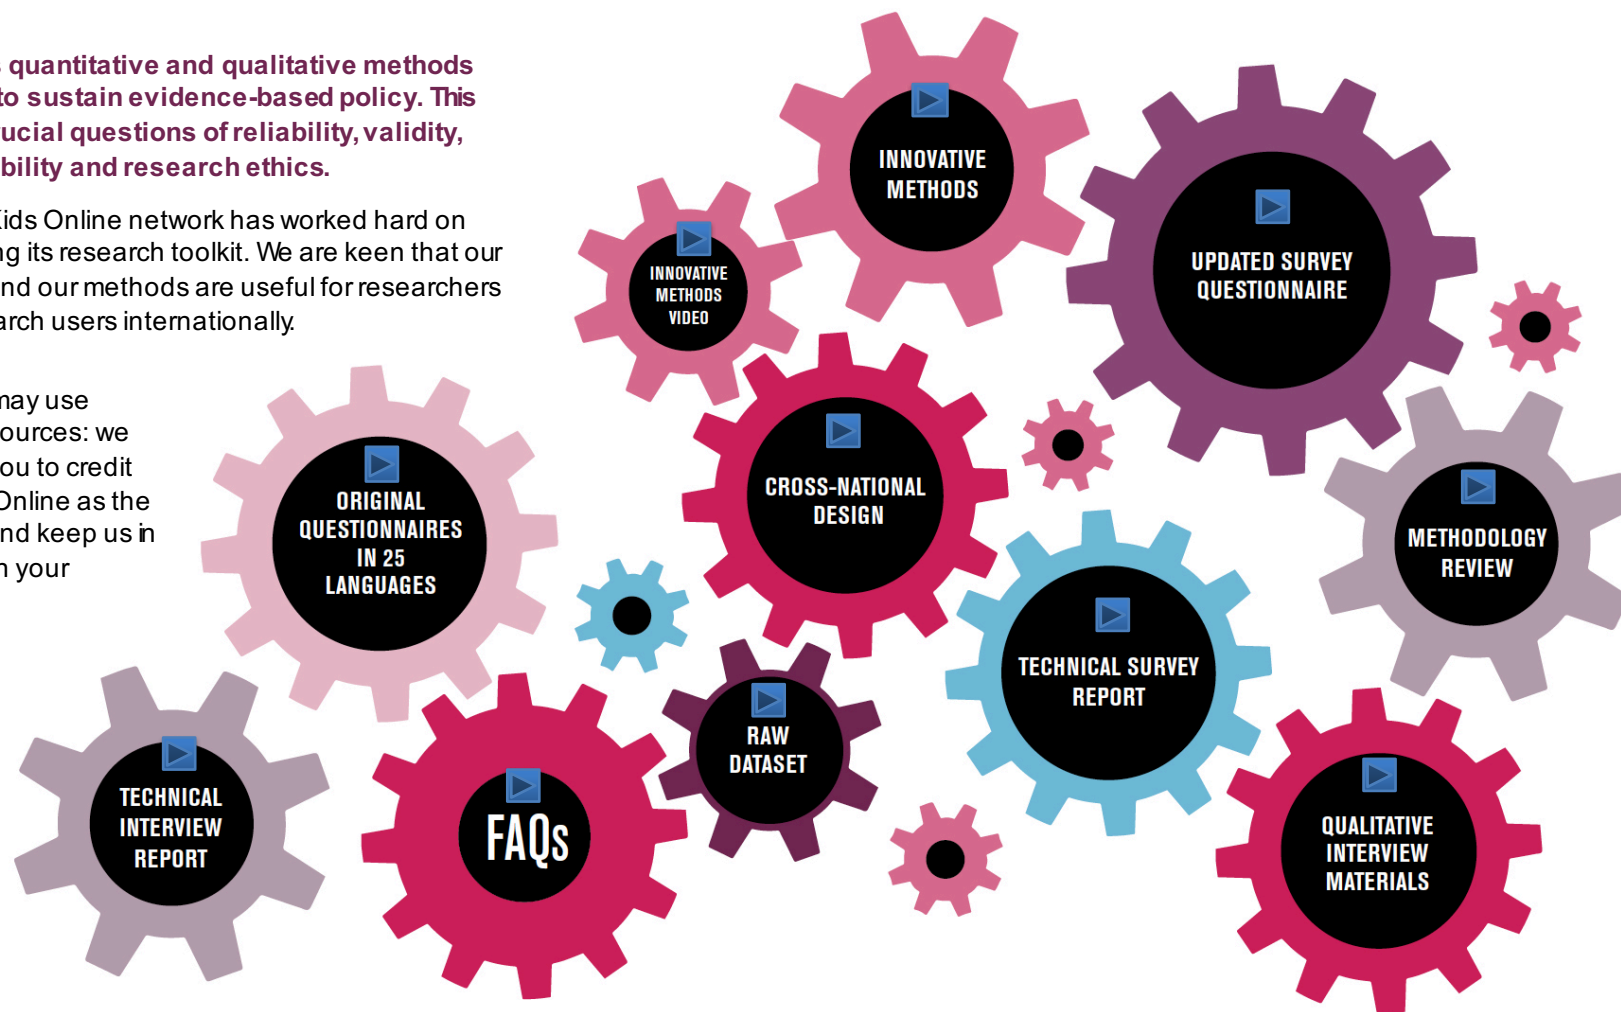 quantitative and qualitative methods
to sustain evidence-based policy. This
rucial questions of reliability, validity,
bility and research ethics.
Kids Online network has worked hard on
ng its research toolkit. We are keen that our
nd our methods are useful for researchers
arch users internationally.
may use
ources: we
ou to credit
Online as the
nd keep us in
n your
INNOVATIVE
METHODS
INNOVATIVE
METHODS
VIDEO
UPDATED SURVEY
QUESTIONNAIRE
CROSS-NATIONAL
DESIGN
ORIGINAL
QUESTIONNAIRES
IN 25
LANGUAGES
METHODOLOGY
REVIEW
TECHNICAL SURVEY
REPORT
RAW
DATASET
TECHNICAL
INTERVIEW
REPORT
FAQs
QUALITATIVE
INTERVIEW
MATERIALS